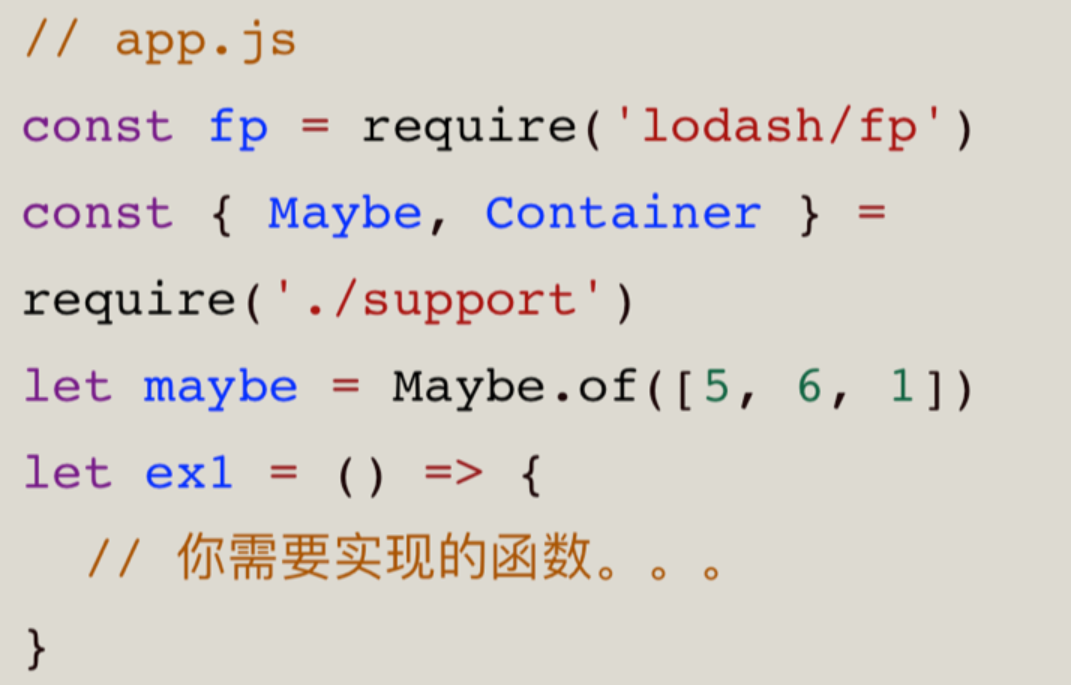 // app.js
const fp = require('lodash/fp')
const { Maybe, Container } =
require('./support')
let maybe = Maybe.of([5, 6, 1])
let ex1 = () => {
  // 你需要实现的函数。。。
}